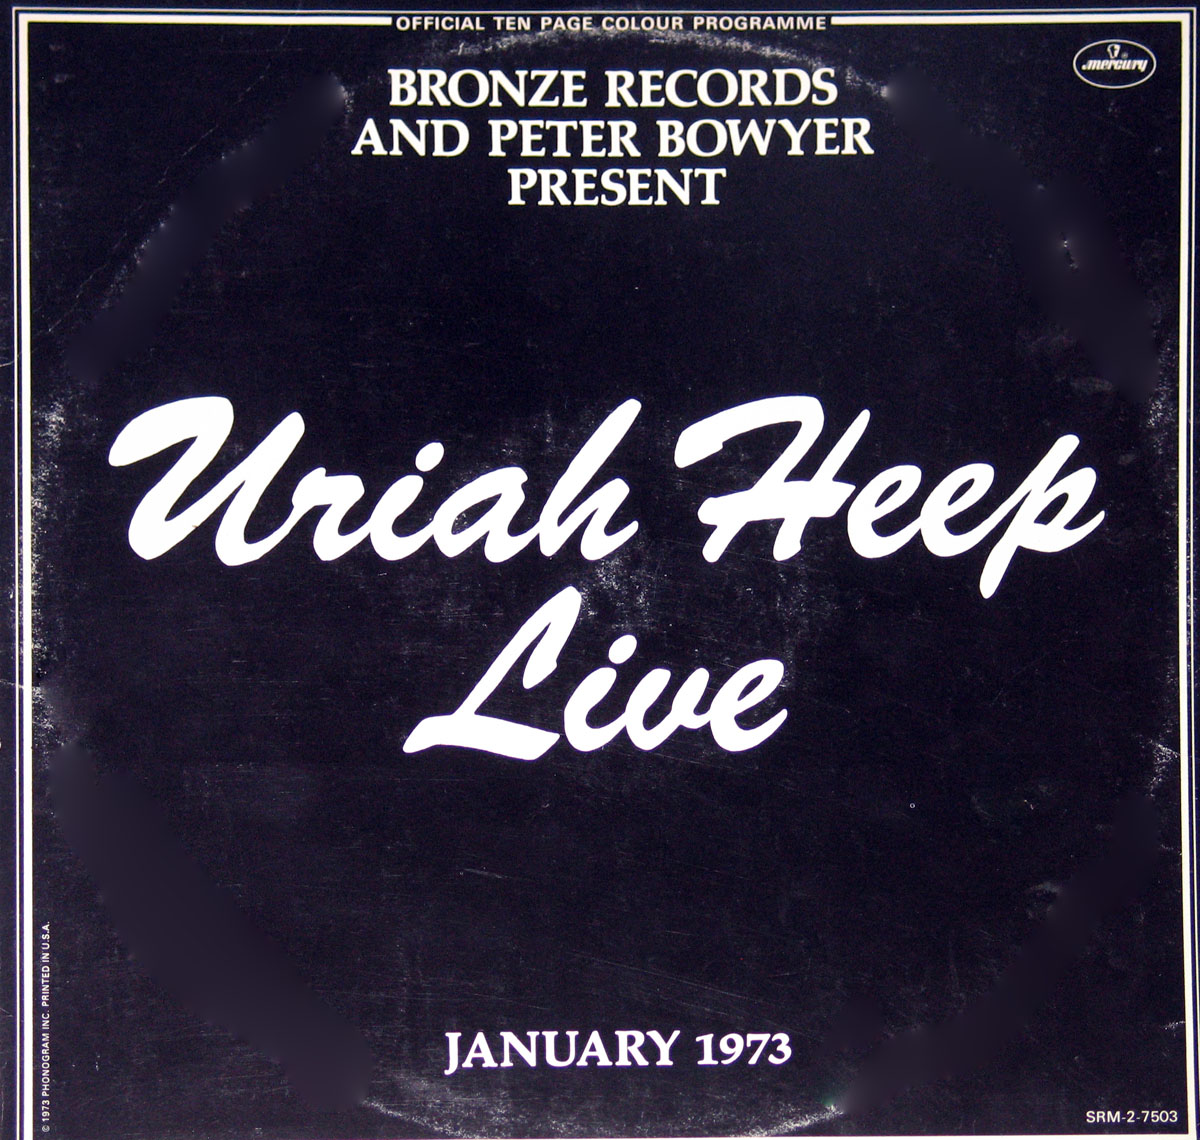 OFFICIAL TEN PAGE COLOUR PROGRAMME
mercury
BRONZE RECORDS
AND PETER BOWYER
PRESENT
Uriah Heep
Live
JANUARY 1973
© 1973 PHONOGRAM INC. PRINTED IN U.S.A.
SRM-2-7503